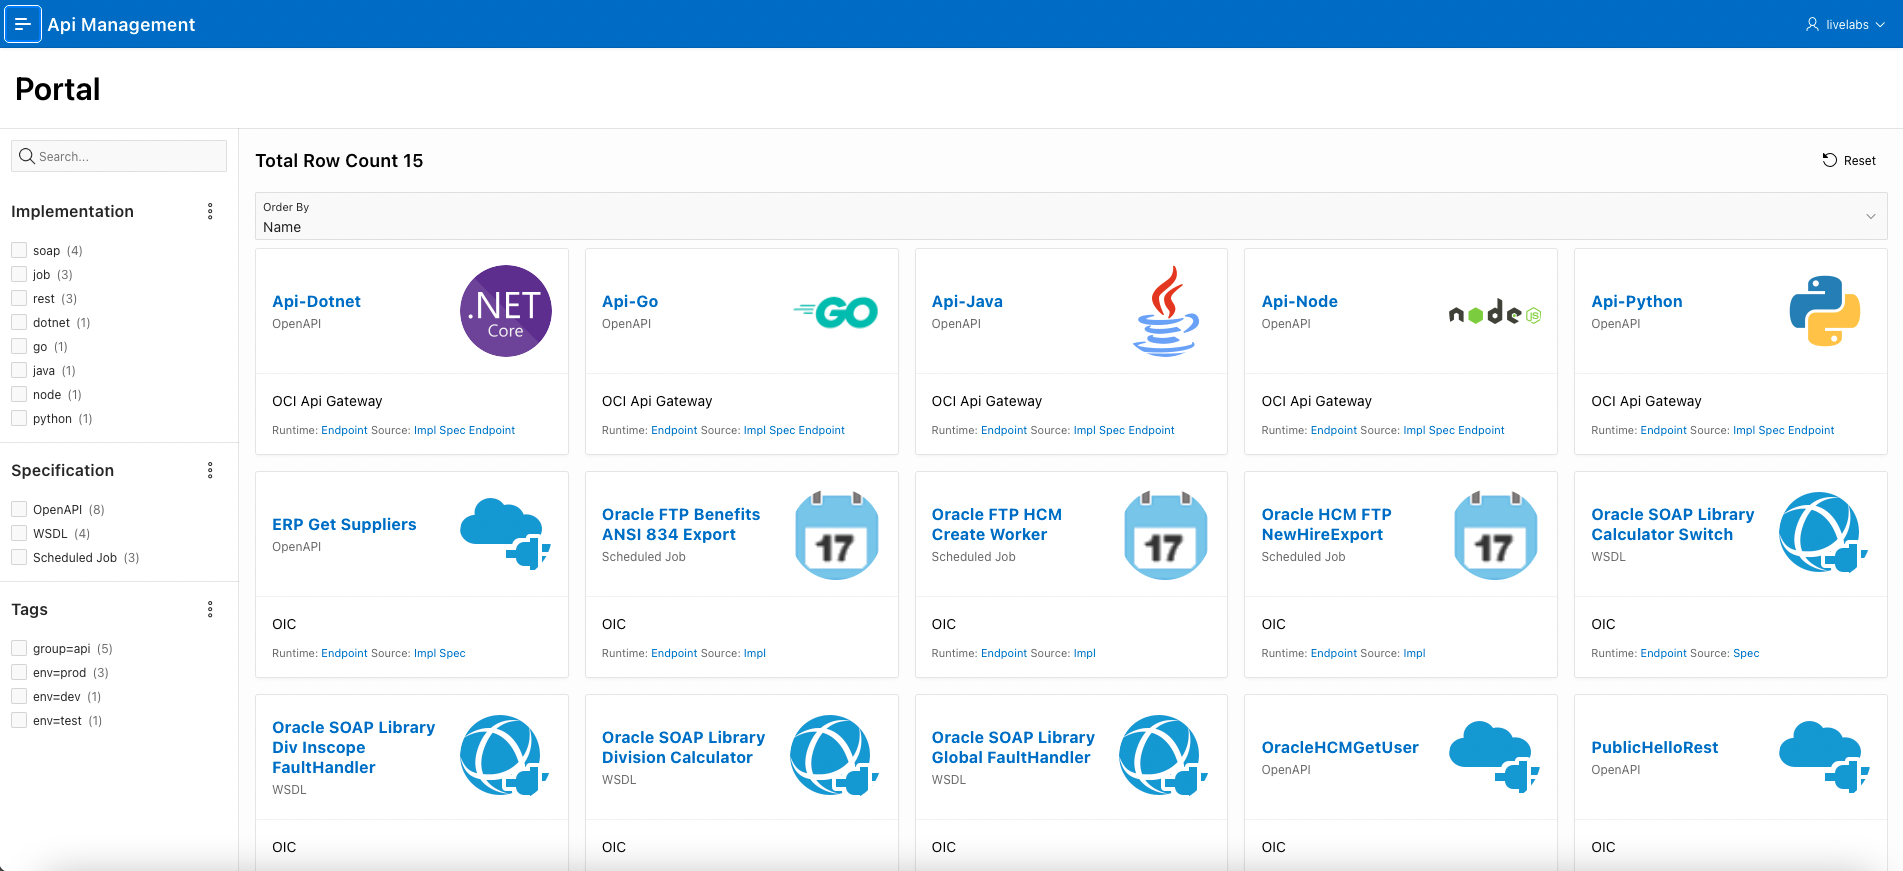 Api Management
livelabs
Portal
Search...
Total Row Count 15
Reset
Implementation
soap (4)
job (3)
rest (3)
dotnet (1)
go (1)
java (1)
node (1)
python (1)
Specification
OpenAPI (8)
WSDL (4)
Scheduled Job (3)
Tags
group=api (5)
env=prod (3)
env=dev (1)
env=test (1)
Order By
Name
Api-Dotnet
OpenAPI
.NET
Core
OCI Api Gateway
Runtime: Endpoint Source: Impl Spec Endpoint
Api-Go
OpenAPI
GO
OCI Api Gateway
Runtime: Endpoint Source: Impl Spec Endpoint
Api-Java
OpenAPI
OCI Api Gateway
Runtime: Endpoint Source: Impl Spec Endpoint
Api-Node
OpenAPI
node JS
OCI Api Gateway
Runtime: Endpoint Source: Impl Spec Endpoint
Api-Python
OpenAPI
OCI Api Gateway
Runtime: Endpoint Source: Impl Spec Endpoint
ERP Get Suppliers
OpenAPI
OIC
Runtime: Endpoint Source: Impl Spec
Oracle FTP Benefits
ANSI 834 Export
Scheduled Job
17
OIC
Runtime: Endpoint Source: Impl
Oracle FTP HCM
Create Worker
Scheduled Job
17
OIC
Runtime: Endpoint Source: Impl
Oracle HCM FTP
NewHireExport
Scheduled Job
17
OIC
Runtime: Endpoint Source: Impl
Oracle SOAP Library
Calculator Switch
WSDL
OIC
Runtime: Endpoint Source: Spec
Oracle SOAP Library
Div Inscope
FaultHandler
WSDL
OIC
Oracle SOAP Library
Division Calculator
WSDL
OIC
Oracle SOAP Library
Global FaultHandler
WSDL
OIC
OracleHCMGetUser
OpenAPI
OIC
PublicHelloRest
OpenAPI
OIC